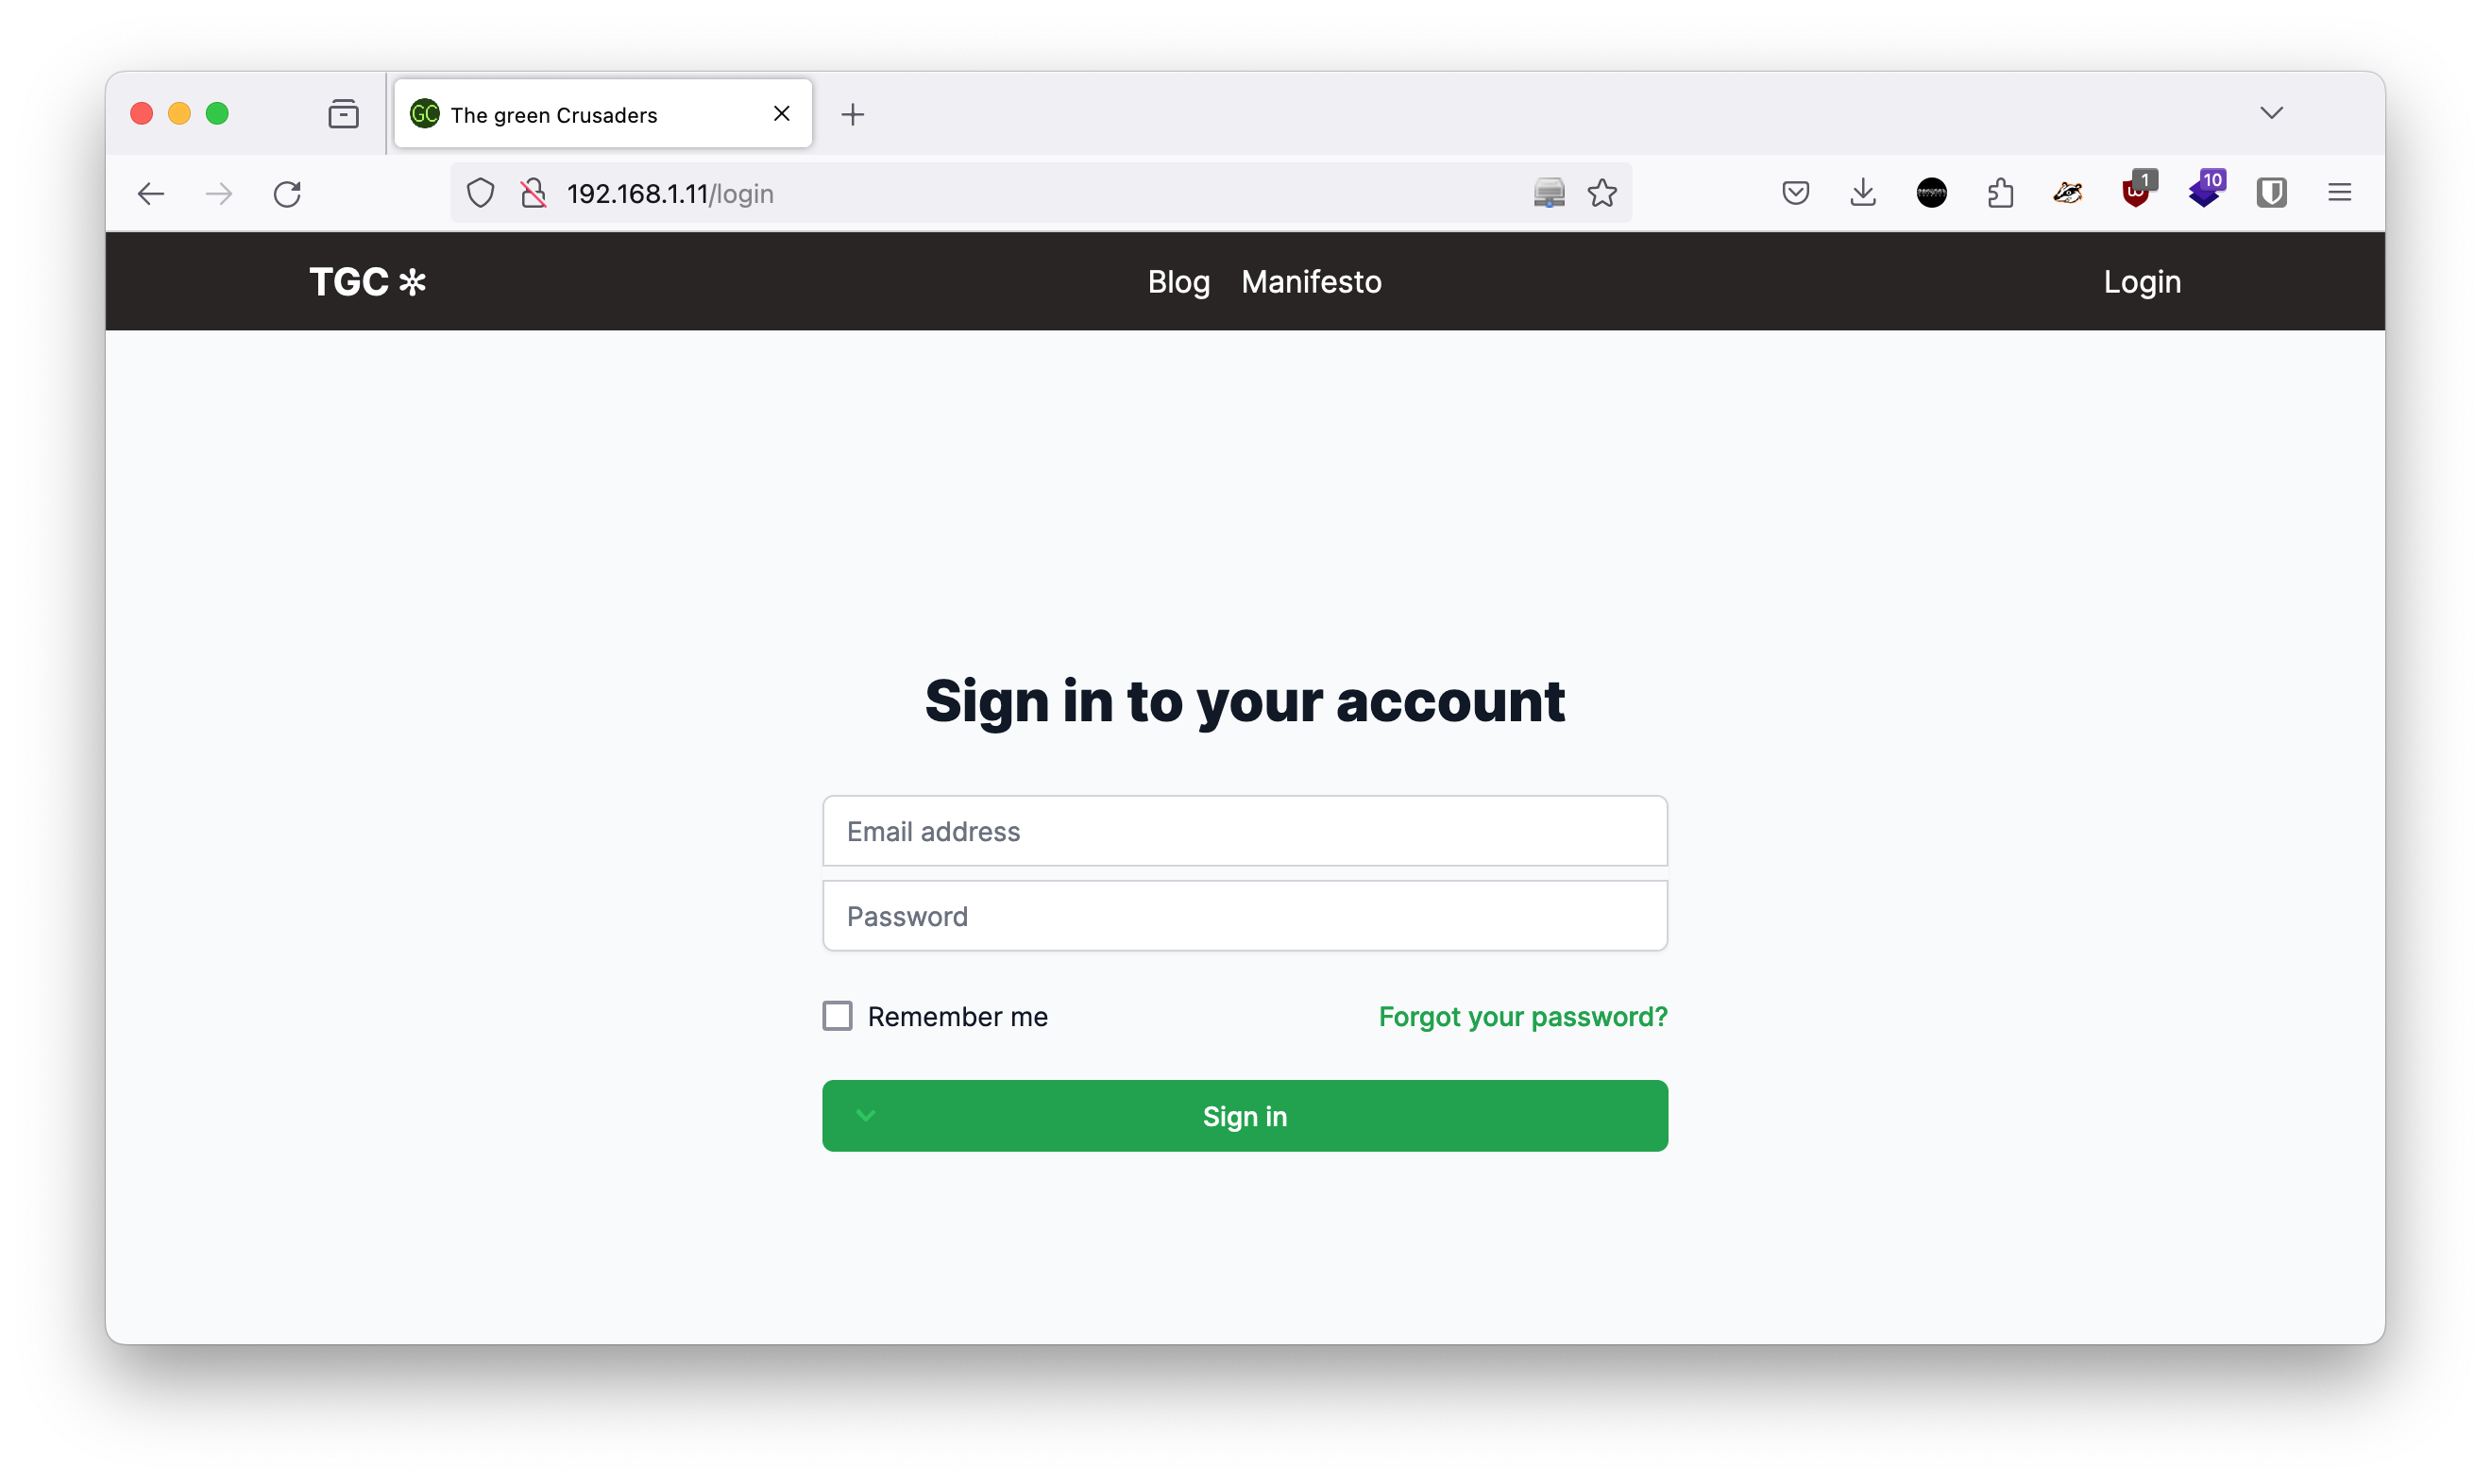 GC The green Crusaders
192.168.1.11/login
1
10
TGC
Blog Manifesto
Login
Sign in to your account
Email address
Password
Remember me
Forgot your password?
Sign in